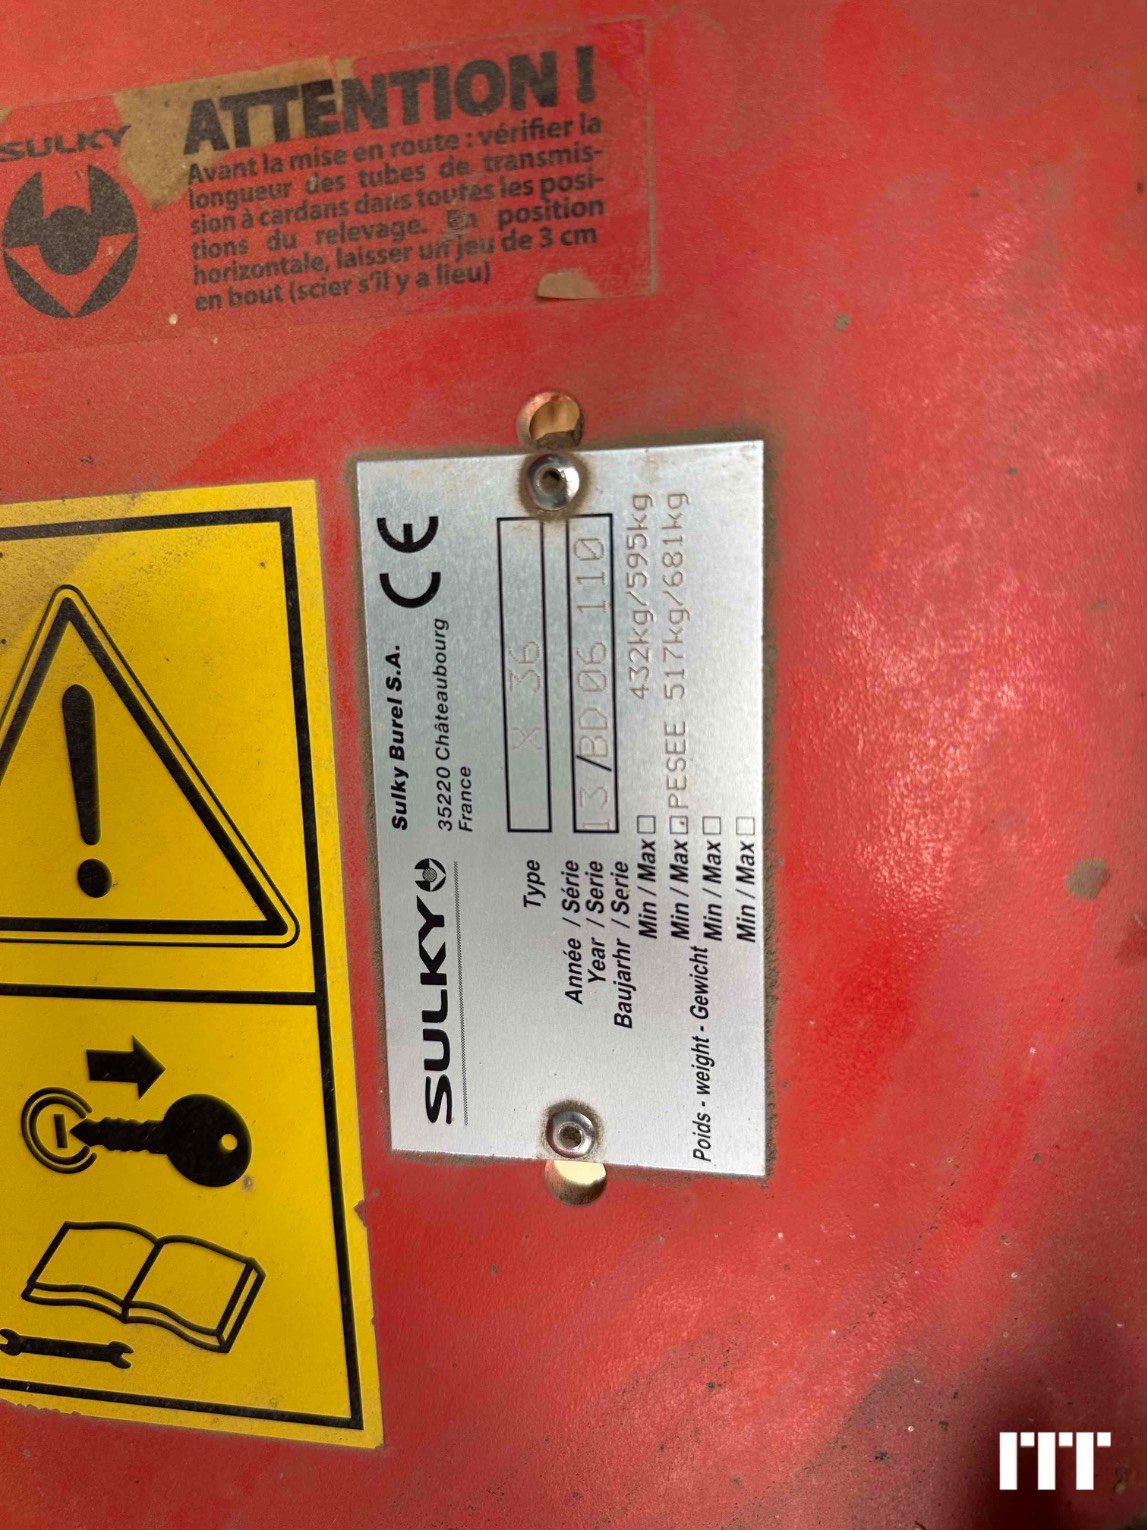 SULKY
ATTENTION !
Avant la mise en route : vérifier la
longueur des tubes de transmis-
sion à cardans dans toutes les posi-
tions du relevage. En position
horizontale, laisser un jeu de 3 cm
en bout (scier s'il y a lieu)
SULKY
Sulky Burel S.A.
35220 Châteaubourg
France
CE
Type X 36
Année / Série
Year / Serie 13/BD 06 110
Baujarhr / Serie
Min / Max 432kg/595kg
Min / Max PESEE 517kg/681kg
Poids - weight - Gewicht Min / Max
Min / Max